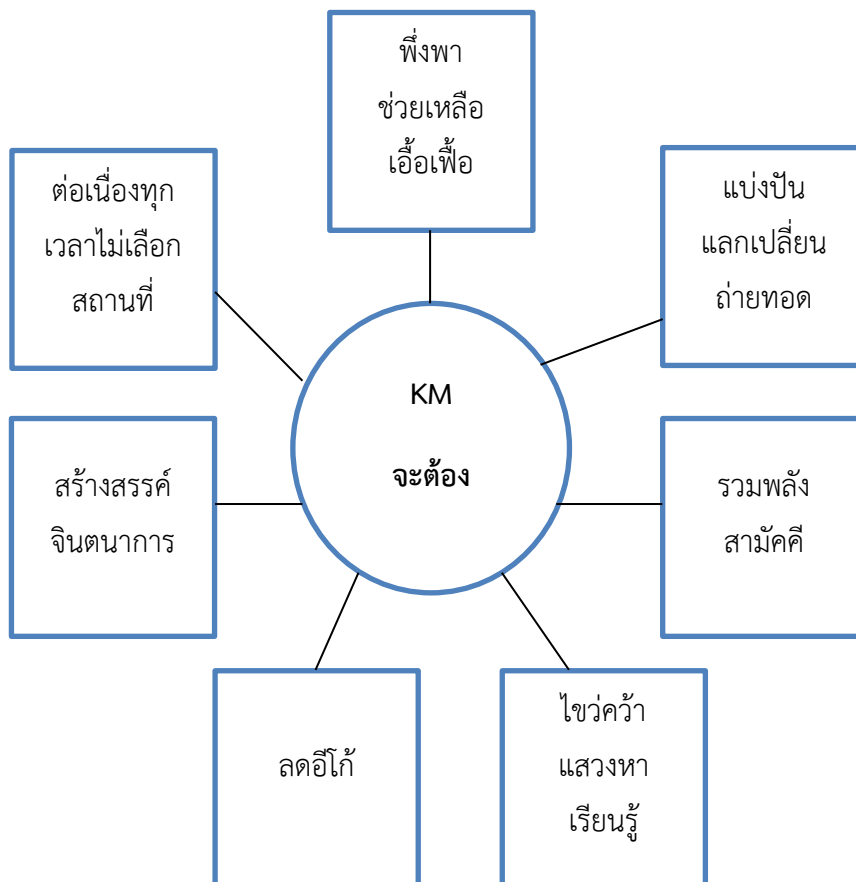 พึ่งพา
ช่วยเหลือ
เอื้อเฟื้อ
ต่อเนื่องทุก
เวลาไม่เลือก
สถานที่
แบ่งปัน
แลกเปลี่ยน
ถ่ายทอด
KM
จะต้อง
สร้างสรรค์
จินตนาการ
รวมพลัง
สามัคคี
ลดอีโก้
ไขว่คว้า
แสวงหา
เรียนรู้